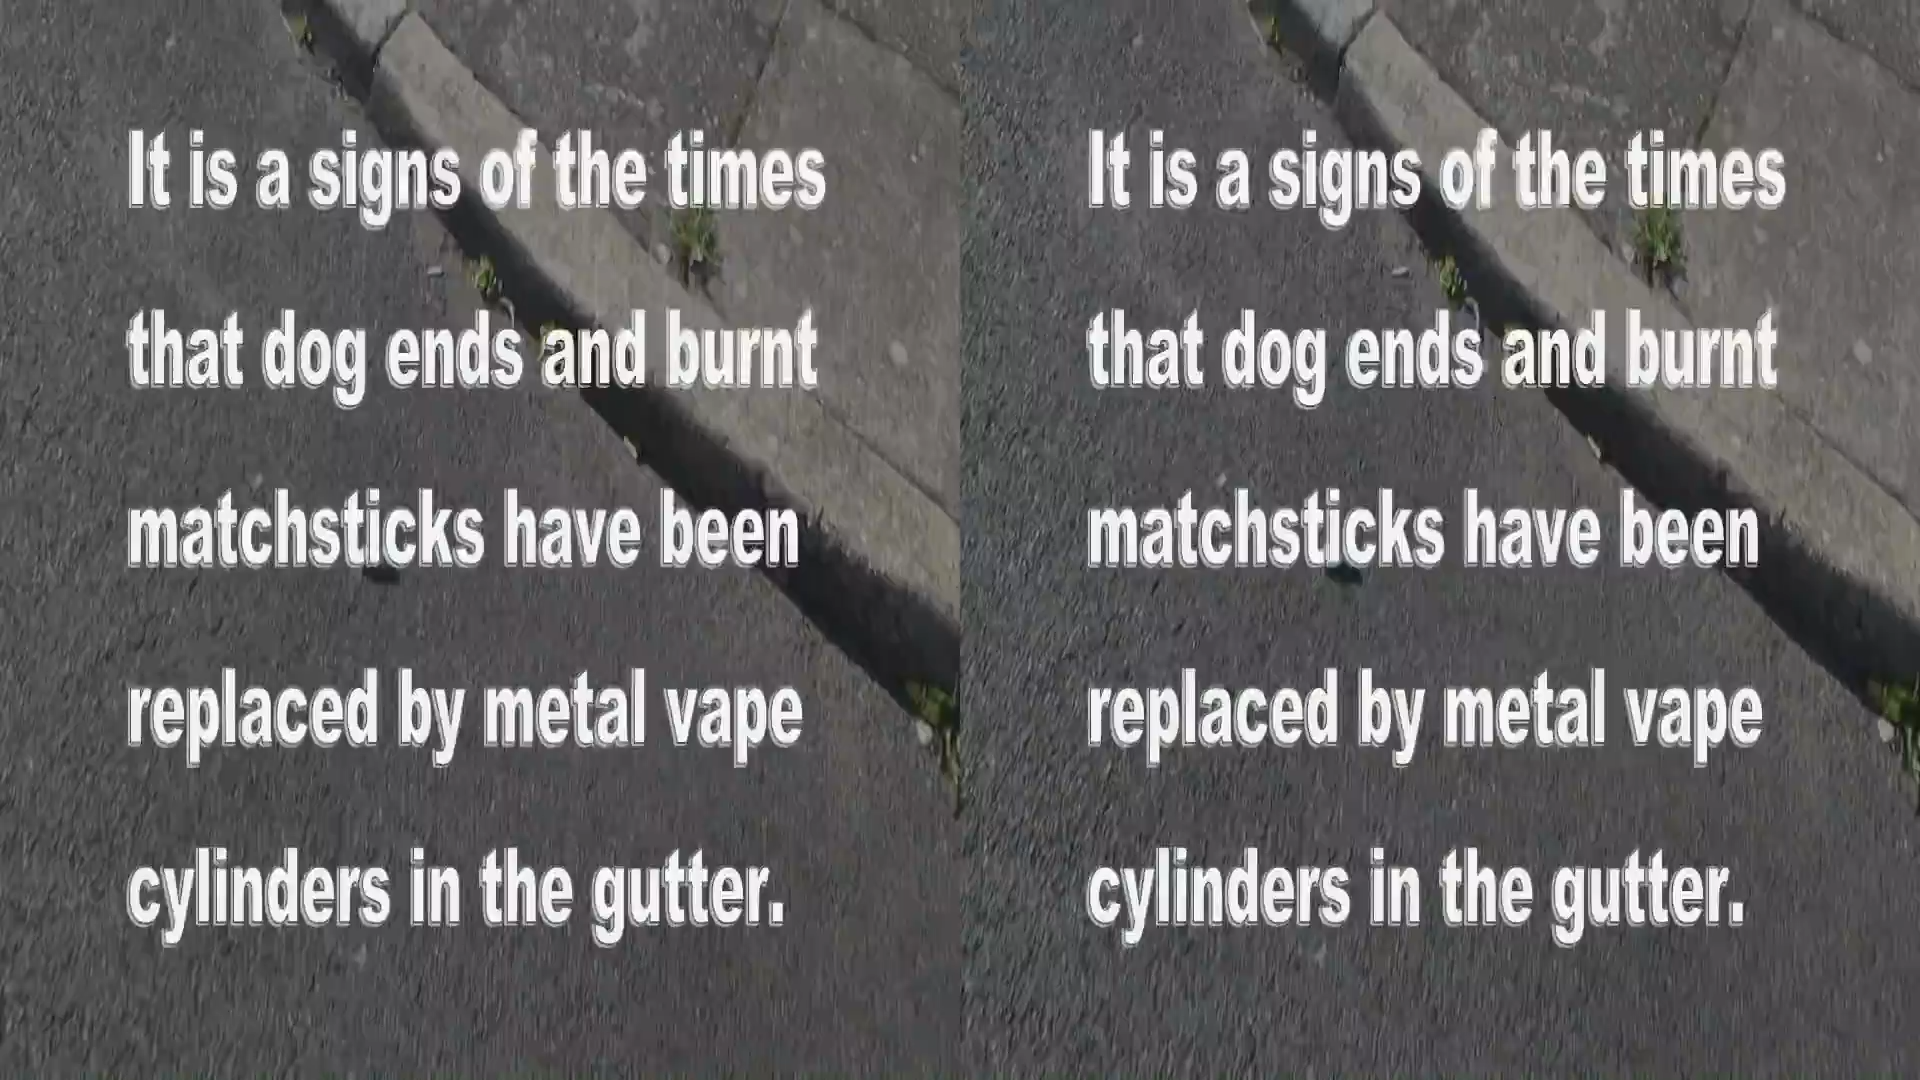 It is a signs of the times
that dog ends and burnt
matchsticks have been
replaced by metal vape
cylinders in the gutter.
It is a signs of the times
that dog ends and burnt
matchsticks have been
replaced by metal vape
cylinders in the gutter.